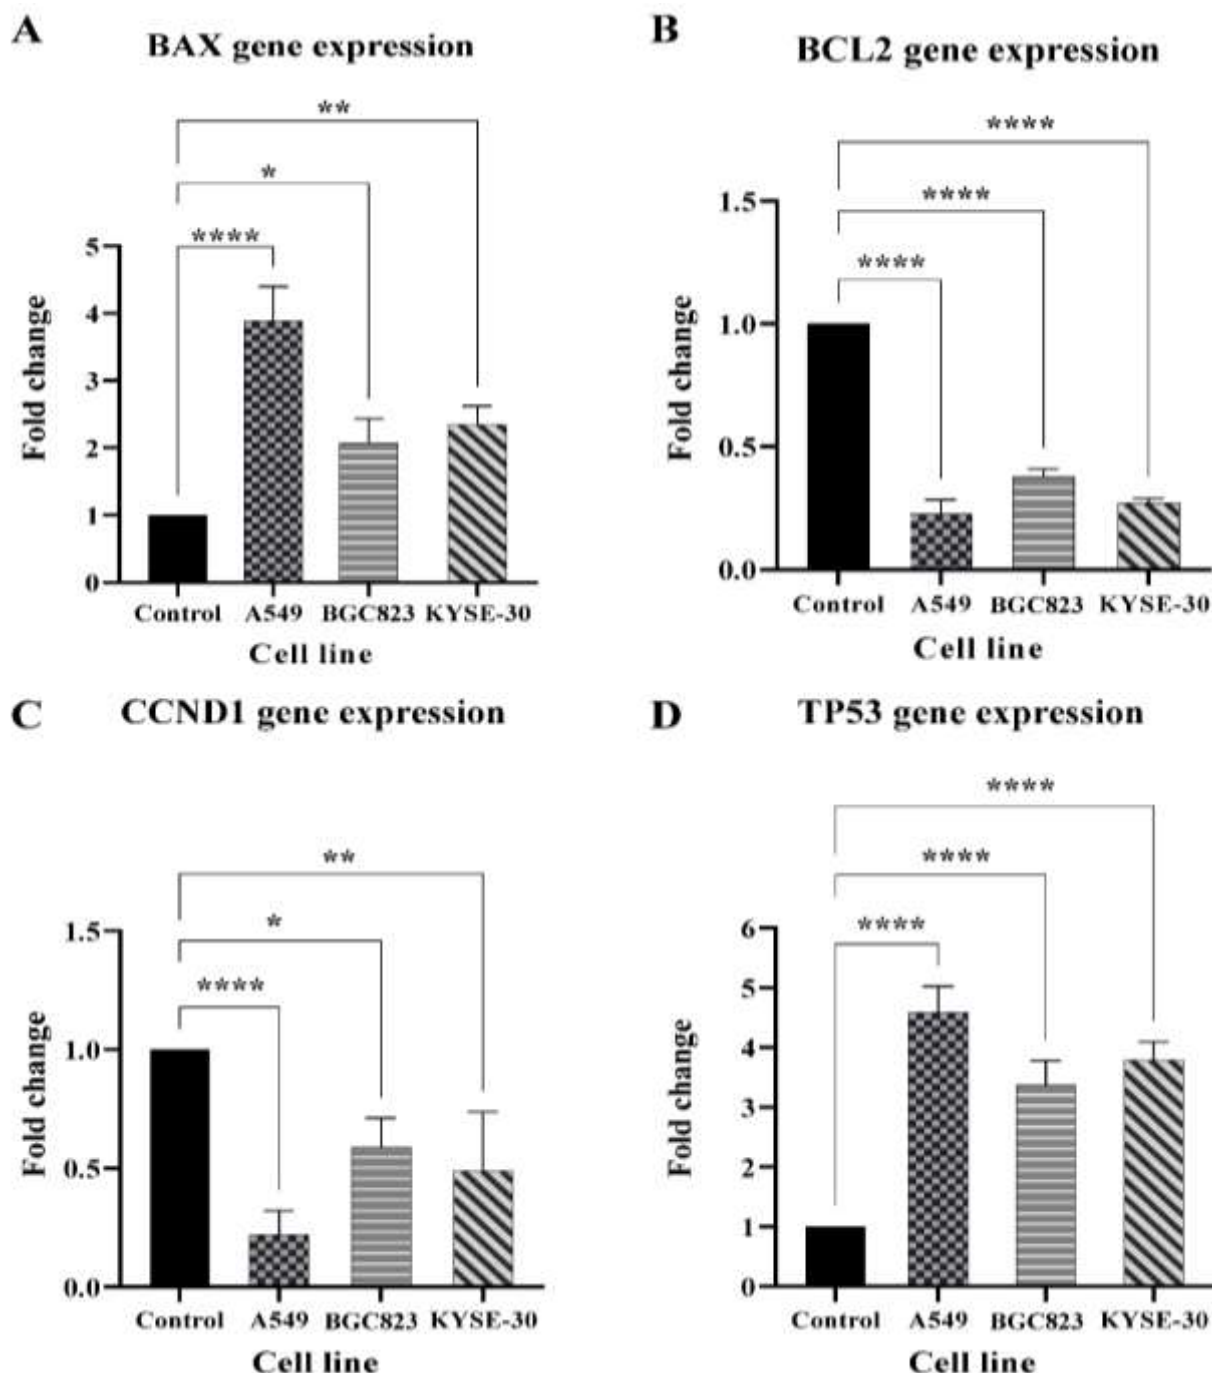 A
BAX gene expression
**
*
****
5
4
3
2
1
0
Fold change
Control A549 BGC823 KYSE-30
Cell line
B
BCL2 gene expression
****
****
****
1.5
1.0
0.5
0.0
Fold change
Control A549 BGC823 KYSE-30
Cell line
C
CCND1 gene expression
**
*
****
1.5
1.0
0.5
0.0
Fold change
Control A549 BGC823 KYSE-30
Cell line
D
TP53 gene expression
****
****
****
6
5
4
3
2
1
0
Fold change
Control A549 BGC823 KYSE-30
Cell line